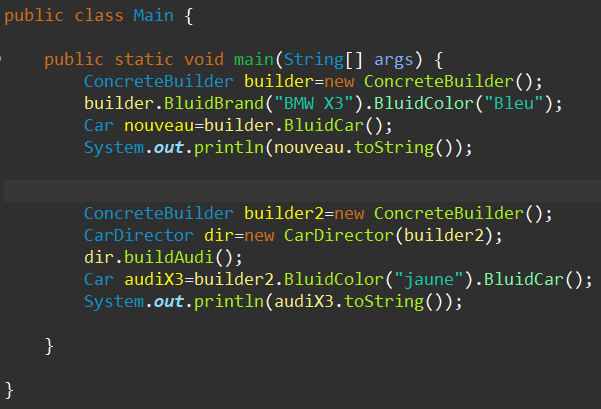 public class Main {
public static void main(String[] args) {
ConcreteBuilder builder=new ConcreteBuilder();
builder.BluidBrand("BMW X3").BluidColor("Bleu");
Car nouveau=builder.BluidCar();
System.out.println(nouveau.toString());
ConcreteBuilder builder2=new ConcreteBuilder();
CarDirector dir=new CarDirector(builder2);
dir.buildAudi();
Car audiX3=builder2.BluidColor("jaune").BluidCar();
System.out.println(audiX3.toString());
}
}